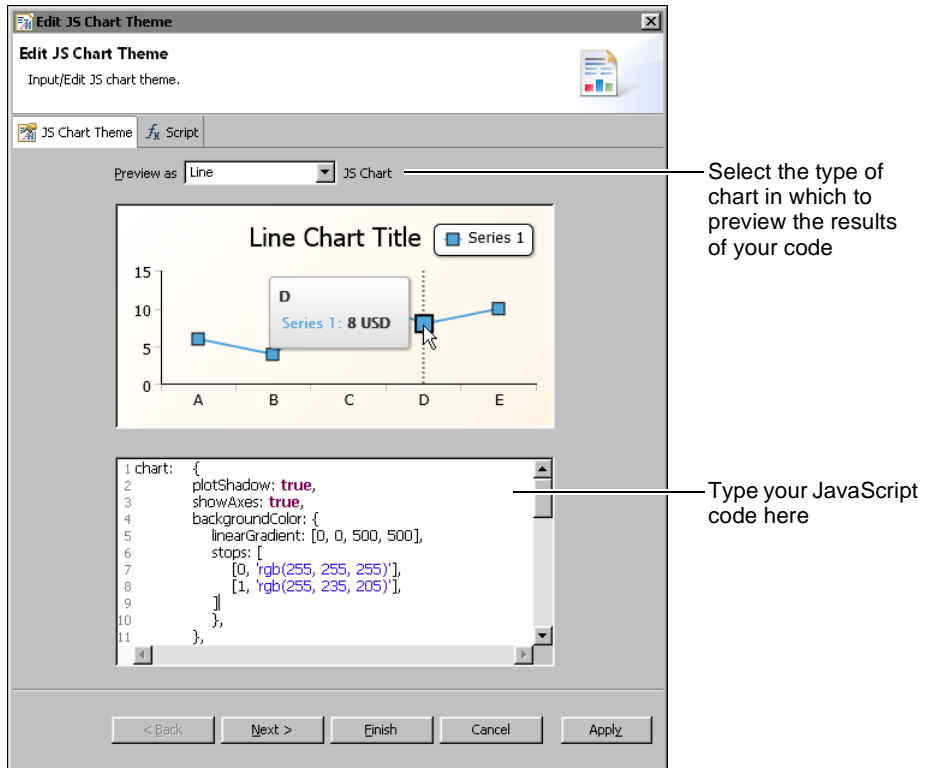 Edit JS Chart Theme
Edit JS Chart Theme
Input/Edit JS chart theme.
JS Chart Theme
fx Script
Preview as Line JS Chart
Select the type of
chart in which to
preview the results
of your code
Line Chart Title
Series 1
15
10
5
0
D
Series 1: 8 USD
A B C D E
1 chart: {
2 plotShadow: true,
3 showAxes: true,
4 backgroundColor: {
5 linearGradient: [0, 0, 500, 500],
6 stops: [
7 [0, 'rgb(255, 255, 255)'],
8 [1, 'rgb(255, 235, 205)'],
9 ]
10 },
11 },
Type your JavaScript
code here
< Back Next > Finish Cancel Apply